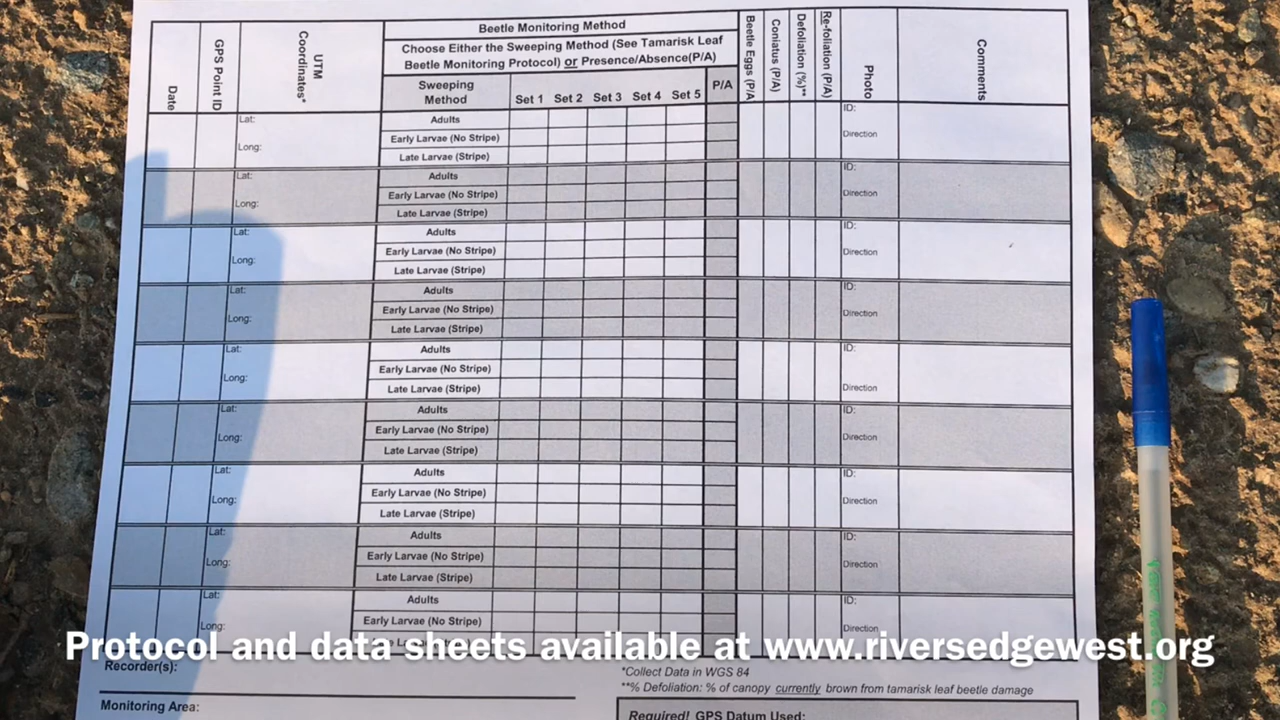 Beetle Monitoring Method
Choose Either the Sweeping Method (See Tamarisk Leaf
Beetle Monitoring Protocol) or Presence/Absence(P/A)
Date
GPS Point ID
UTM
Coordinates*
Sweeping
Method
Set 1 Set 2 Set 3 Set 4 Set 5
P/A
Beetle Eggs (P/A
Coniatus (P/A)
Defoliation (%)**
Re-foliation (P/A)
Photo
Comments
Lat: Adults ID:
Early Larvae (No Stripe) Direction
Long: Late Larvae (Stripe)
Lat: Adults ID:
Early Larvae (No Stripe) Direction
Long: Late Larvae (Stripe)
Lat: Adults ID:
Early Larvae (No Stripe) Direction
Long: Late Larvae (Stripe)
Lat: Adults ID:
Early Larvae (No Stripe) Direction
Long: Late Larvae (Stripe)
Lat: Adults ID:
Long: Early Larvae (No Stripe)
Late Larvae (Stripe) Direction
Lat: Adults ID:
Long: Early Larvae (No Stripe) Direction
Late Larvae (Stripe)
Lat: Adults ID:
Long: Early Larvae (No Stripe) Direction
Late Larvae (Stripe)
Lat: Adults ID:
Long: Early Larvae (No Stripe) Direction
Late Larvae (Stripe)
Lat: Adults ID:
Long: Early Larvae (No Stripe) Direction
Protocol and data sheets available at www.riversedgewest.org
Recorder(s):
*Collect Data in WGS 84
**% Defoliation: % of canopy currently brown from tamarisk leaf beetle damage
Monitoring Area:
Required! GPS Datum Used: